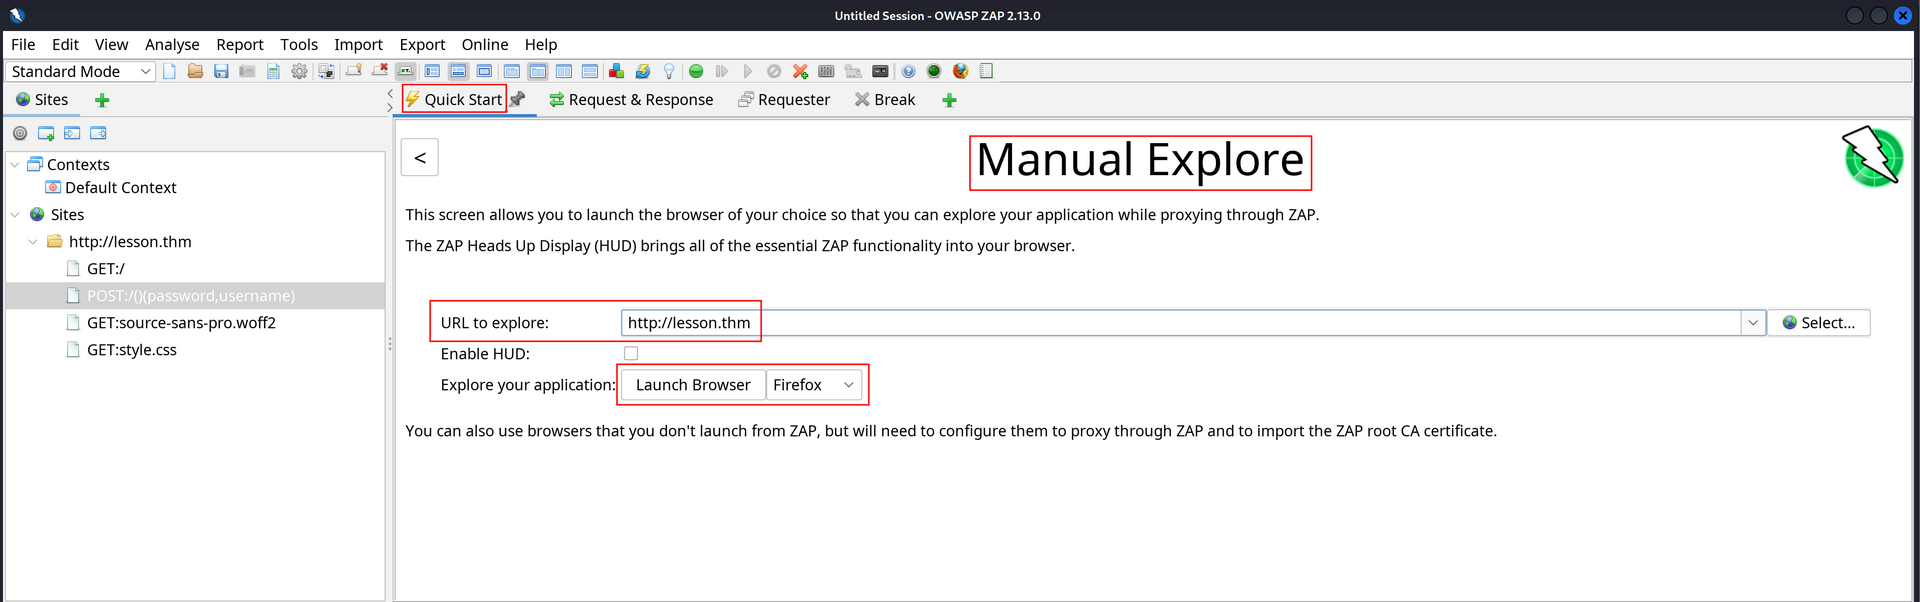 Untitled Session - OWASP ZAP 2.13.0
File Edit View Analyse Report Tools Import Export Online Help
Standard Mode
Sites
Quick Start Request & Response Requester Break
Contexts
Default Context
Sites
http://lesson.thm
GET:/
POST:/()(password,username)
GET:source-sans-pro.woff2
GET:style.css
<
Manual Explore
This screen allows you to launch the browser of your choice so that you can explore your application while proxying through ZAP.
The ZAP Heads Up Display (HUD) brings all of the essential ZAP functionality into your browser.
URL to explore: http://lesson.thm Select...
Enable HUD:
Explore your application: Launch Browser Firefox
You can also use browsers that you don't launch from ZAP, but will need to configure them to proxy through ZAP and to import the ZAP root CA certificate.